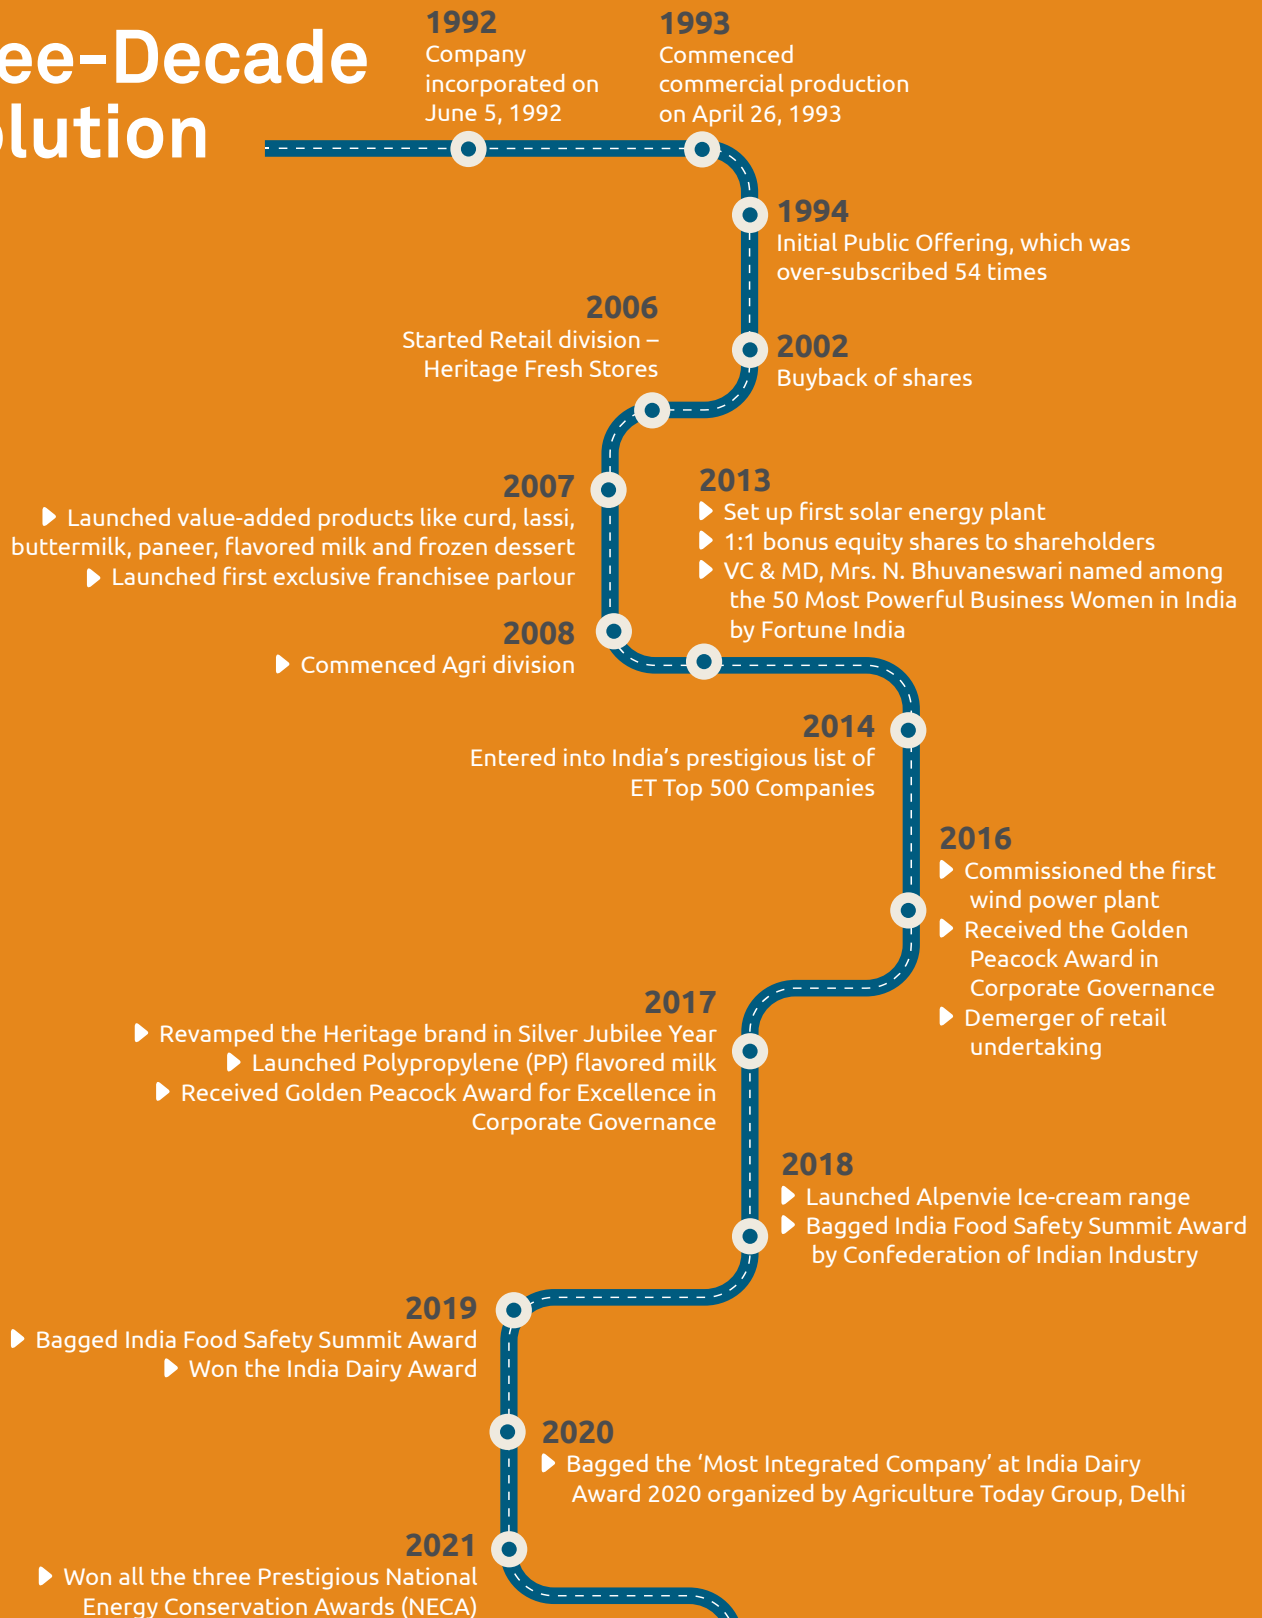 ee-Decade
olution
1992
Company
incorporated on
June 5, 1992
1993
Commenced
commercial production
on April 26, 1993
1994
Initial Public Offering, which was
over-subscribed 54 times
2002
Buyback of shares
2006
Started Retail division –
Heritage Fresh Stores
2007
Launched value-added products like curd, lassi,
buttermilk, paneer, flavored milk and frozen dessert
Launched first exclusive franchisee parlour
2008
Commenced Agri division
2013
Set up first solar energy plant
1:1 bonus equity shares to shareholders
VC & MD, Mrs. N. Bhuvaneswari named among
the 50 Most Powerful Business Women in India
by Fortune India
2014
Entered into India’s prestigious list of
ET Top 500 Companies
2016
Commissioned the first
wind power plant
Received the Golden
Peacock Award in
Corporate Governance
Demerger of retail
undertaking
2017
Revamped the Heritage brand in Silver Jubilee Year
Launched Polypropylene (PP) flavored milk
Received Golden Peacock Award for Excellence in
Corporate Governance
2018
Launched Alpenvie Ice-cream range
Bagged India Food Safety Summit Award
by Confederation of Indian Industry
2019
Bagged India Food Safety Summit Award
Won the India Dairy Award
2020
Bagged the ‘Most Integrated Company’ at India Dairy
Award 2020 organized by Agriculture Today Group, Delhi
2021
Won all the three Prestigious National
Energy Conservation Awards (NECA)